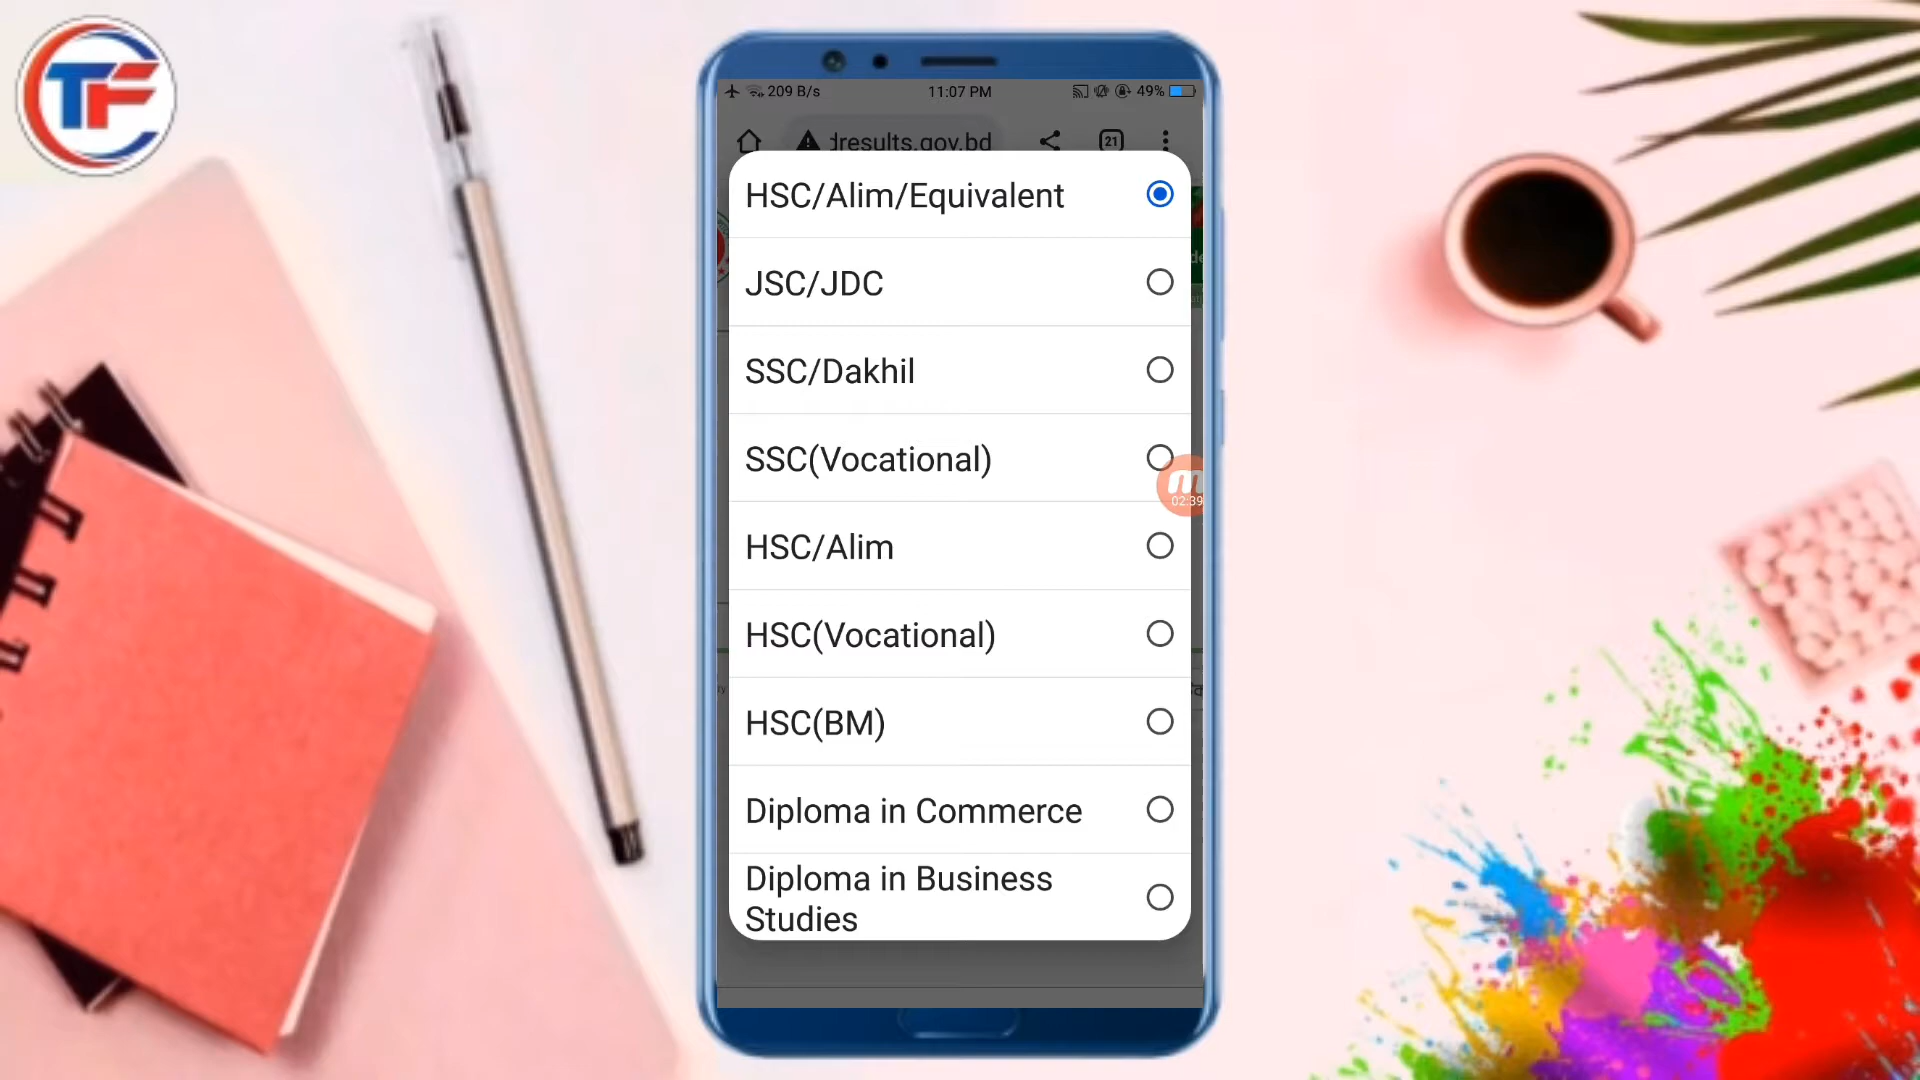 TF
209 B/s 11:07 PM 49%
dresults.gov.bd 21
HSC/Alim/Equivalent
JSC/JDC
SSC/Dakhil
SSC(Vocational)
02:39
HSC/Alim
HSC(Vocational)
HSC(BM)
Diploma in Commerce
Diploma in Business
Studies